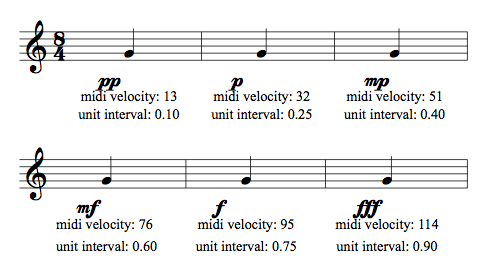 8
4
pp p mp
midi velocity: 13 midi velocity: 32 midi velocity: 51
unit interval: 0.10 unit interval: 0.25 unit interval: 0.40
mf f fff
midi velocity: 76 midi velocity: 95 midi velocity: 114
unit interval: 0.60 unit interval: 0.75 unit interval: 0.90